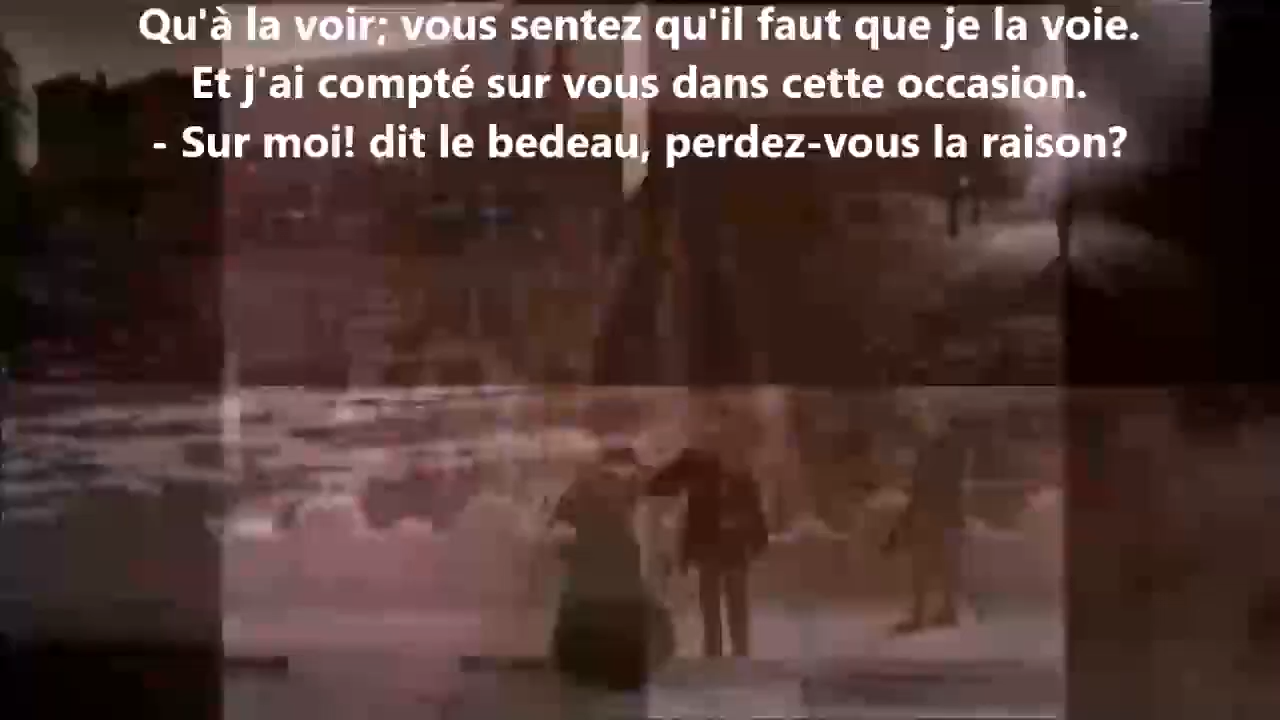 Qu'à la voir; vous sentez qu'il faut que je la voie.
Et j'ai compté sur vous dans cette occasion.
- Sur moi! dit le bedeau, perdez-vous la raison?